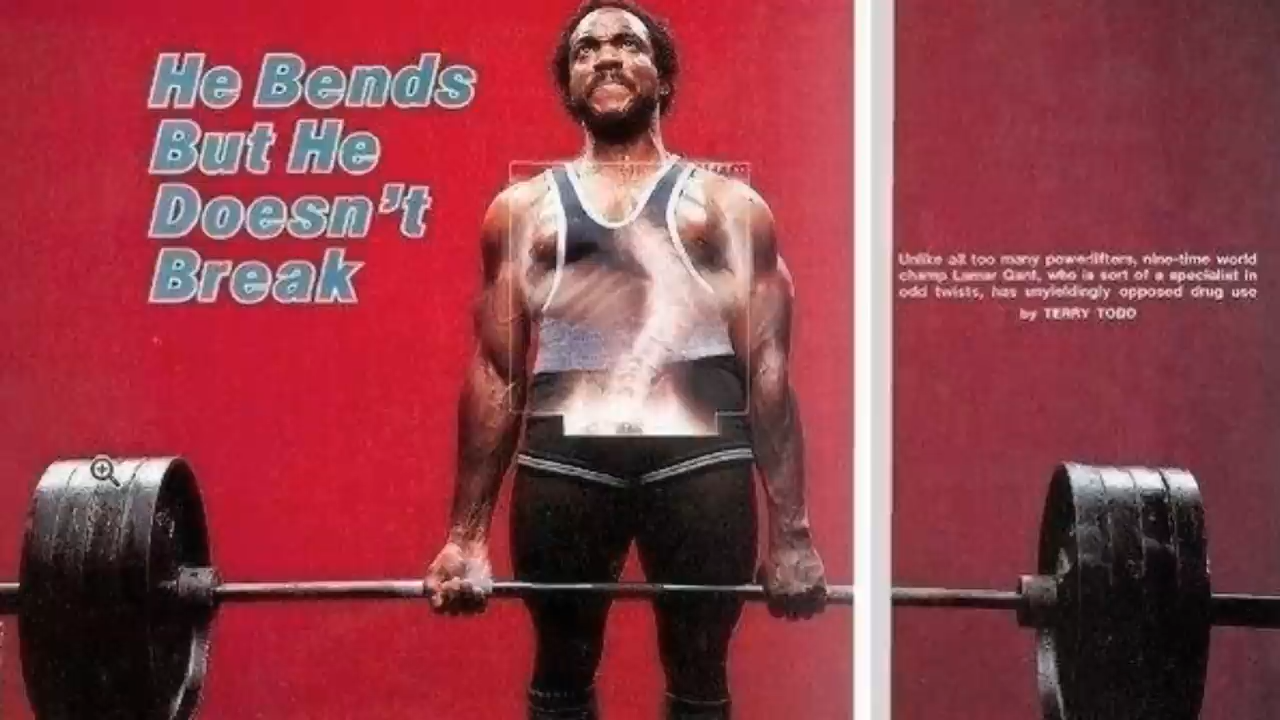 He Bends
But He
Doesn't
Break
Unlike all too many powerlifters, nine-time world
champ Lamar Gant, who is sort of a specialist in
odd twists, has unyieldingly opposed drug use
by TERRY TODD